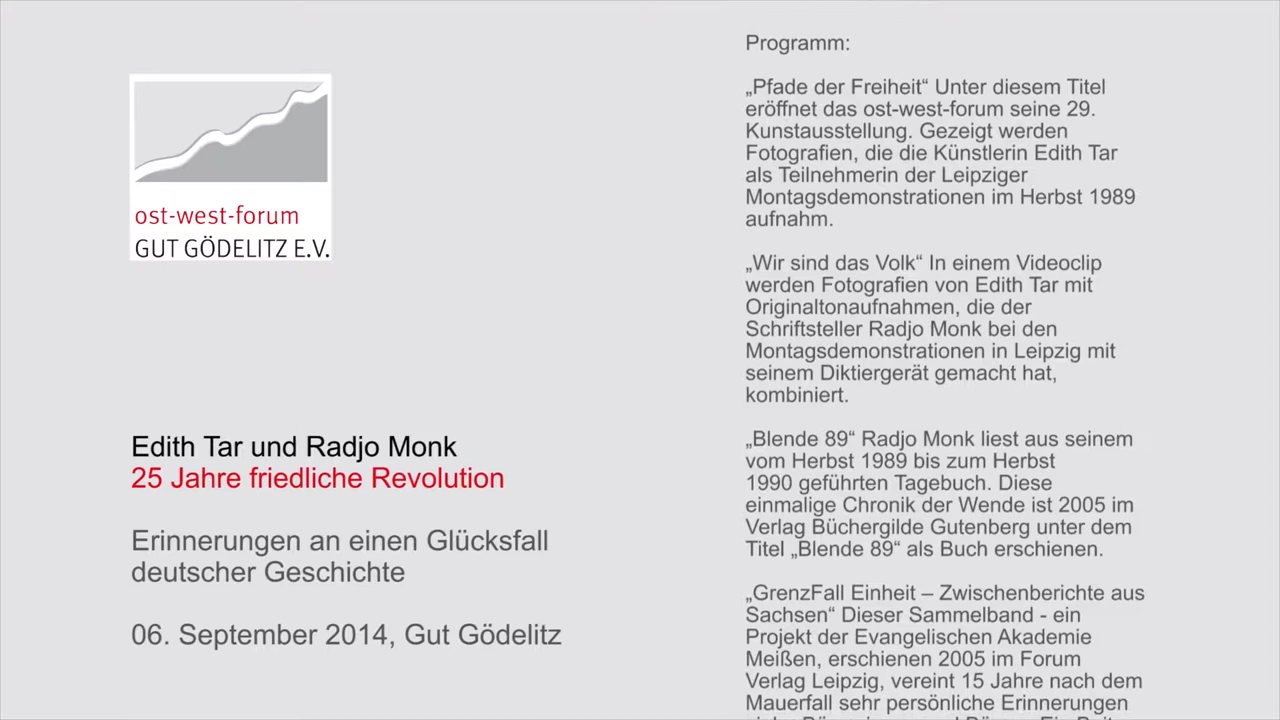 ost-west-forum
GUT GÖDELITZ E.V.
Edith Tar und Radjo Monk
25 Jahre friedliche Revolution
Erinnerungen an einen Glücksfall
deutscher Geschichte
06. September 2014, Gut Gödelitz
Programm:
„Pfade der Freiheit“ Unter diesem Titel
eröffnet das ost-west-forum seine 29.
Kunstausstellung. Gezeigt werden
Fotografien, die die Künstlerin Edith Tar
als Teilnehmerin der Leipziger
Montagsdemonstrationen im Herbst 1989
aufnahm.
„Wir sind das Volk“ In einem Videoclip
werden Fotografien von Edith Tar mit
Originaltonaufnahmen, die der
Schriftsteller Radjo Monk bei den
Montagsdemonstrationen in Leipzig mit
seinem Diktiergerät gemacht hat,
kombiniert.
„Blende 89“ Radjo Monk liest aus seinem
vom Herbst 1989 bis zum Herbst
1990 geführten Tagebuch. Diese
einmalige Chronik der Wende ist 2005 im
Verlag Büchergilde Gutenberg unter dem
Titel „Blende 89“ als Buch erschienen.
„GrenzFall Einheit – Zwischenberichte aus
Sachsen“ Dieser Sammelband - ein
Projekt der Evangelischen Akademie
Meißen, erschienen 2005 im Forum
Verlag Leipzig, vereint 15 Jahre nach dem
Mauerfall sehr persönliche Erinnerungen